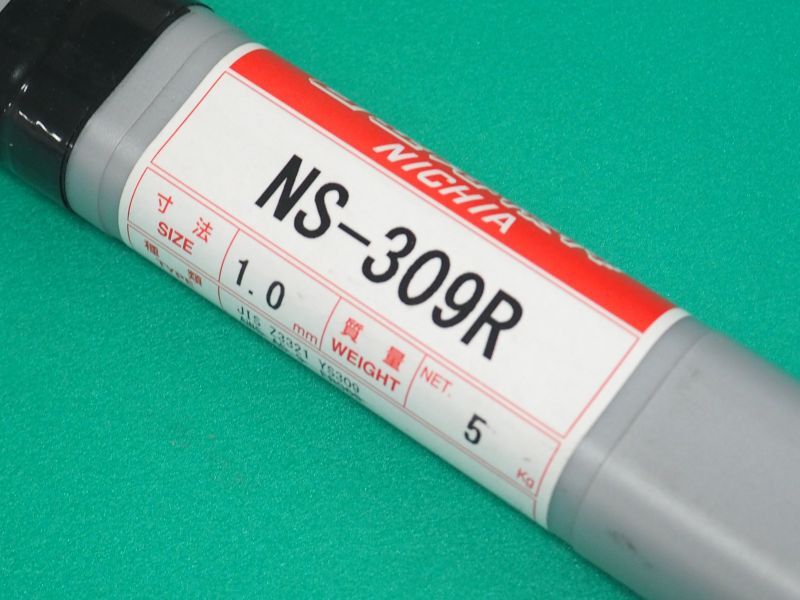 NICHIA
NS-309R
寸法 1.0 mm 質量 NET. 5 Kg
SIZE WEIGHT
種類 JIS Z3321 YS309
TYPE